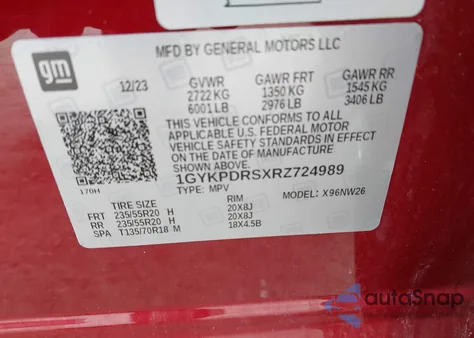 gm
MFD BY GENERAL MOTORS LLC
12/23 GVWR GAWR FRT GAWR RR
2722 KG 1350 KG 1545 KG
6001 LB 2976 LB 3406 LB
THIS VEHICLE CONFORMS TO ALL
APPLICABLE U.S. FEDERAL MOTOR
VEHICLE SAFETY STANDARDS IN
EFFECT ON THE DATE OF
MANUFACTURE SHOWN ABOVE.
1GYKPDRSXRZ724989
170H TYPE: MPV MODEL: X96NW26
TIRE SIZE RIM
FRT 235/55R20 H 20X8J
RR 235/55R20 H 20X8J
SPA T135/70R18 M 18X4.5B
autoSnap